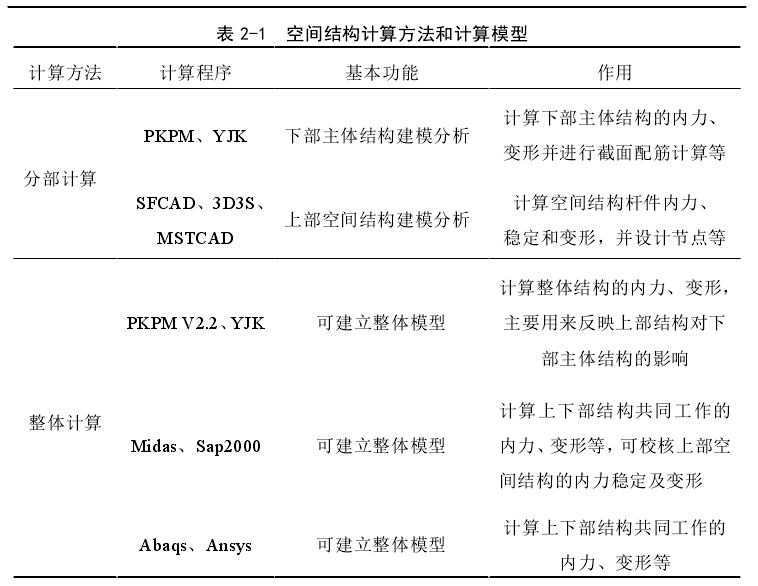 表 2-1 空间结构计算方法和计算模型
计算方法 计算程序 基本功能 作用
分部计算
PKPM、YJK
下部主体结构建模分析
计算下部主体结构的内力、
变形并进行截面配筋计算等
SFCAD、3D3S、
MSTCAD
上部空间结构建模分析
计算空间结构杆件内力、
稳定和变形，并设计节点等
整体计算
PKPM V2.2、YJK
可建立整体模型
计算整体结构的内力、变形，
主要用来反映上部结构对下
部主体结构的影响
Midas、Sap2000
可建立整体模型
计算上下部结构共同工作的
内力、变形等，可校核上部空
间结构的内力稳定及变形
Abaqs、Ansys
可建立整体模型
计算上下部结构共同工作的
内力、变形等